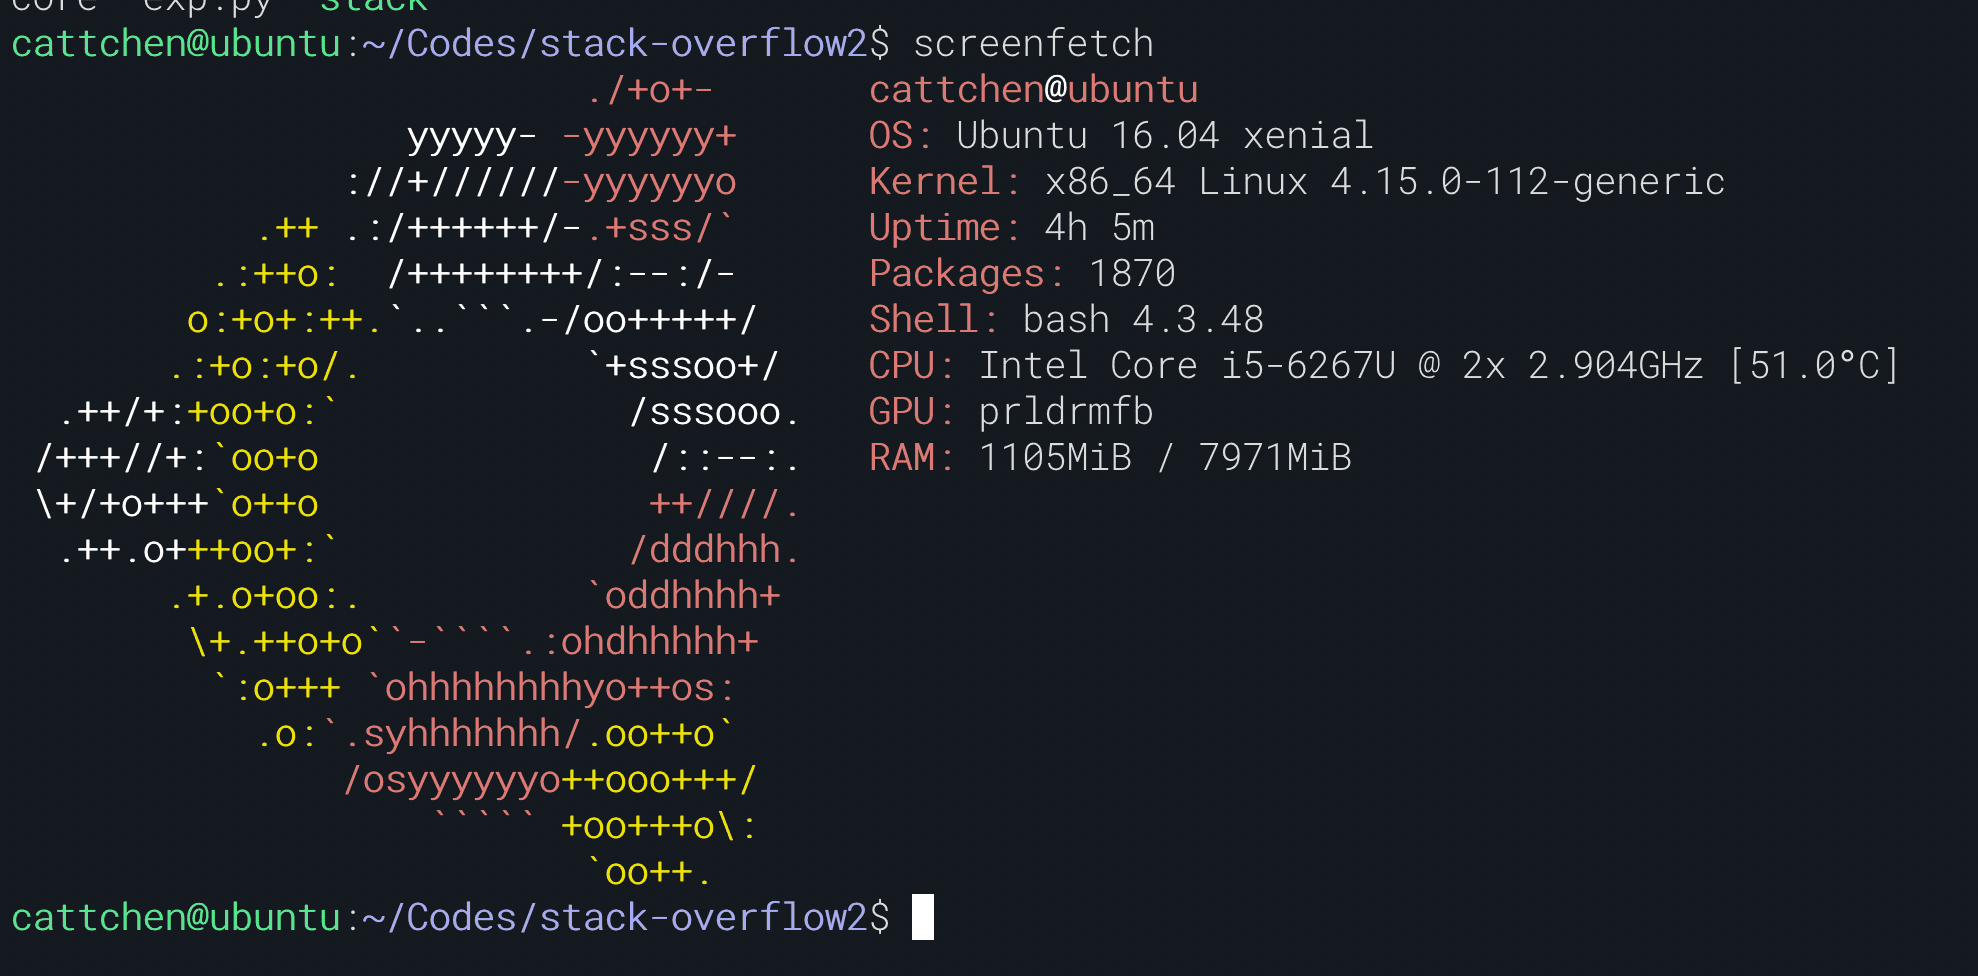 core  exp.py  stack
cattchen@ubuntu:~/Codes/stack-overflow2$ screenfetch
                          ./+o+-       cattchen@ubuntu
                  yyyyy- -yyyyyy+      OS: Ubuntu 16.04 xenial
               ://+//////-yyyyyyo      Kernel: x86_64 Linux 4.15.0-112-generic
           .++ .:/++++++/-.+sss/`      Uptime: 4h 5m
         .:++o:  /++++++++/:--:/-      Packages: 1870
        o:+o+:++.`..```.-/oo+++++/     Shell: bash 4.3.48
       .:+o:+o/.          `+sssoo+/    CPU: Intel Core i5-6267U @ 2x 2.904GHz [51.0°C]
  .++/+:+oo+o:`             /sssooo.   GPU: prldrmfb
 /+++//+:`oo+o               /::--:.   RAM: 1105MiB / 7971MiB
 \+/+o+++`o++o               ++////.
  .++.o+++oo+:`             /dddhhh.
       .+.o+oo:.          `oddhhhh+
        \+.++o+o``-````.:ohdhhhhh+
         `:o+++ `ohhhhhhhhyo++os:
           .o:`.syhhhhhhh/.oo++o`
               /osyyyyyyo++ooo+++/
                   ````` +oo+++o\:
                          `oo++.
cattchen@ubuntu:~/Codes/stack-overflow2$